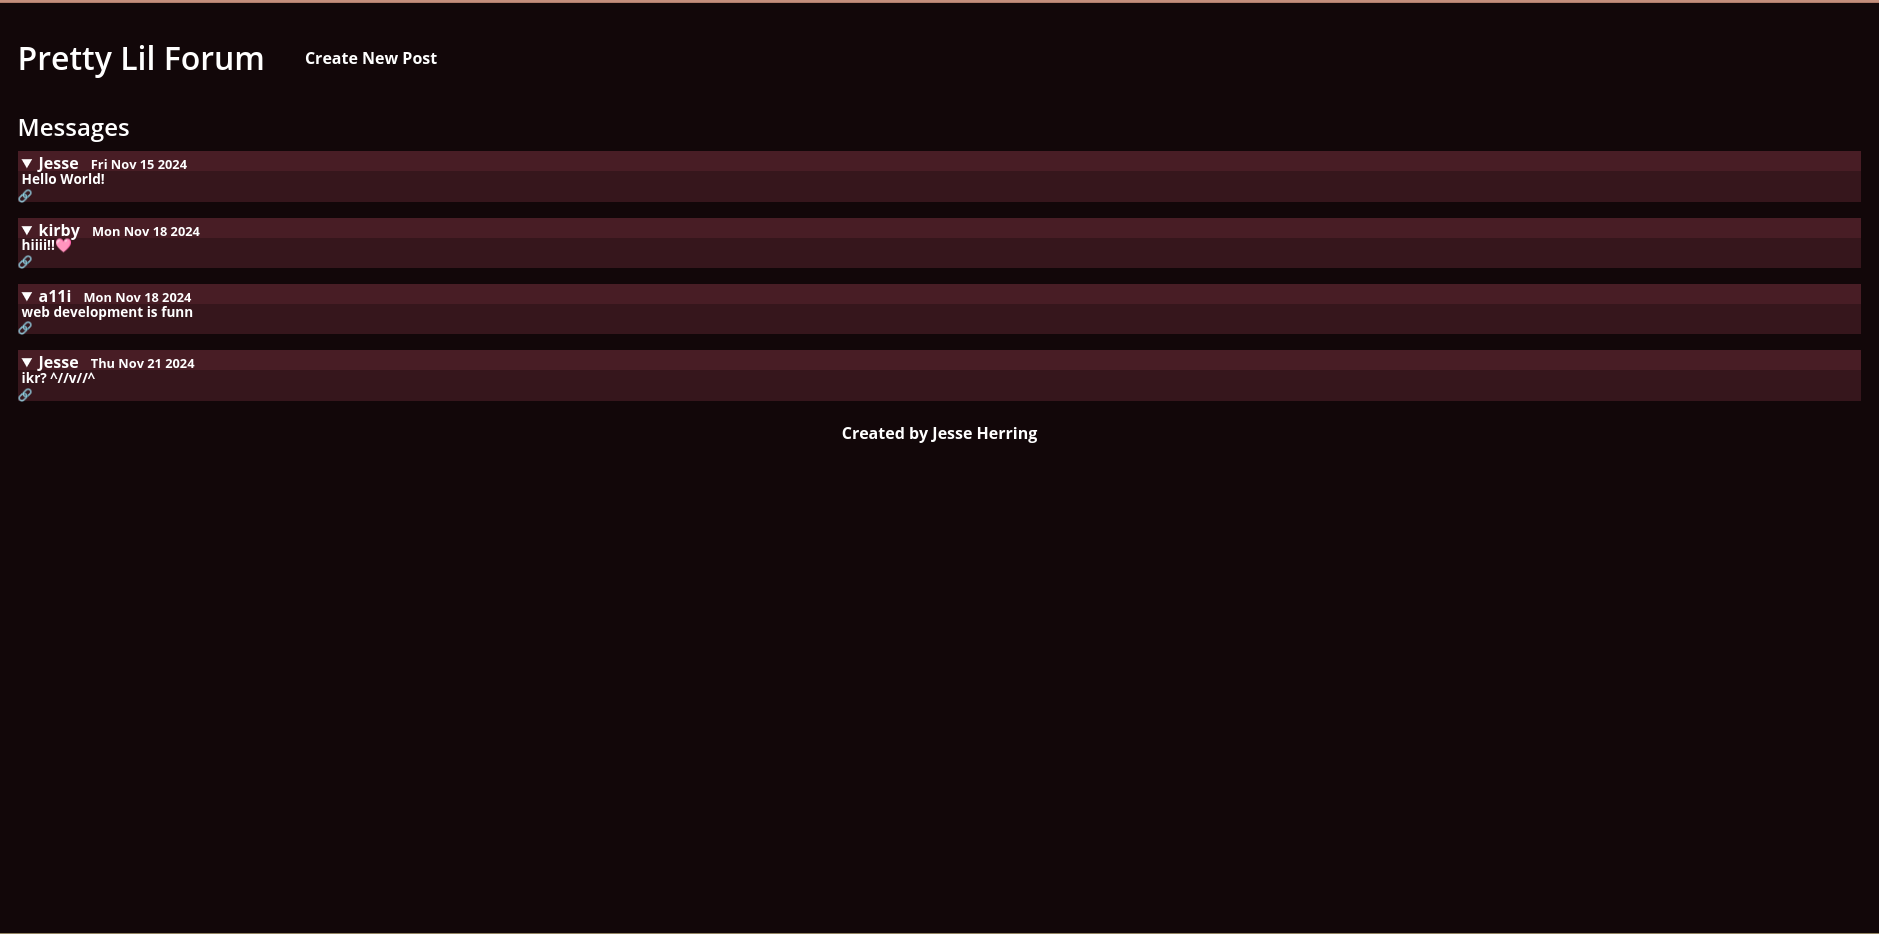 Pretty Lil Forum Create New Post
Messages
▼ Jesse Fri Nov 15 2024
Hello World!
🔗
▼ kirby Mon Nov 18 2024
hiiii!!🩷
🔗
▼ a11i Mon Nov 18 2024
web development is funn
🔗
▼ Jesse Thu Nov 21 2024
ikr? ^//v//^
🔗
Created by Jesse Herring